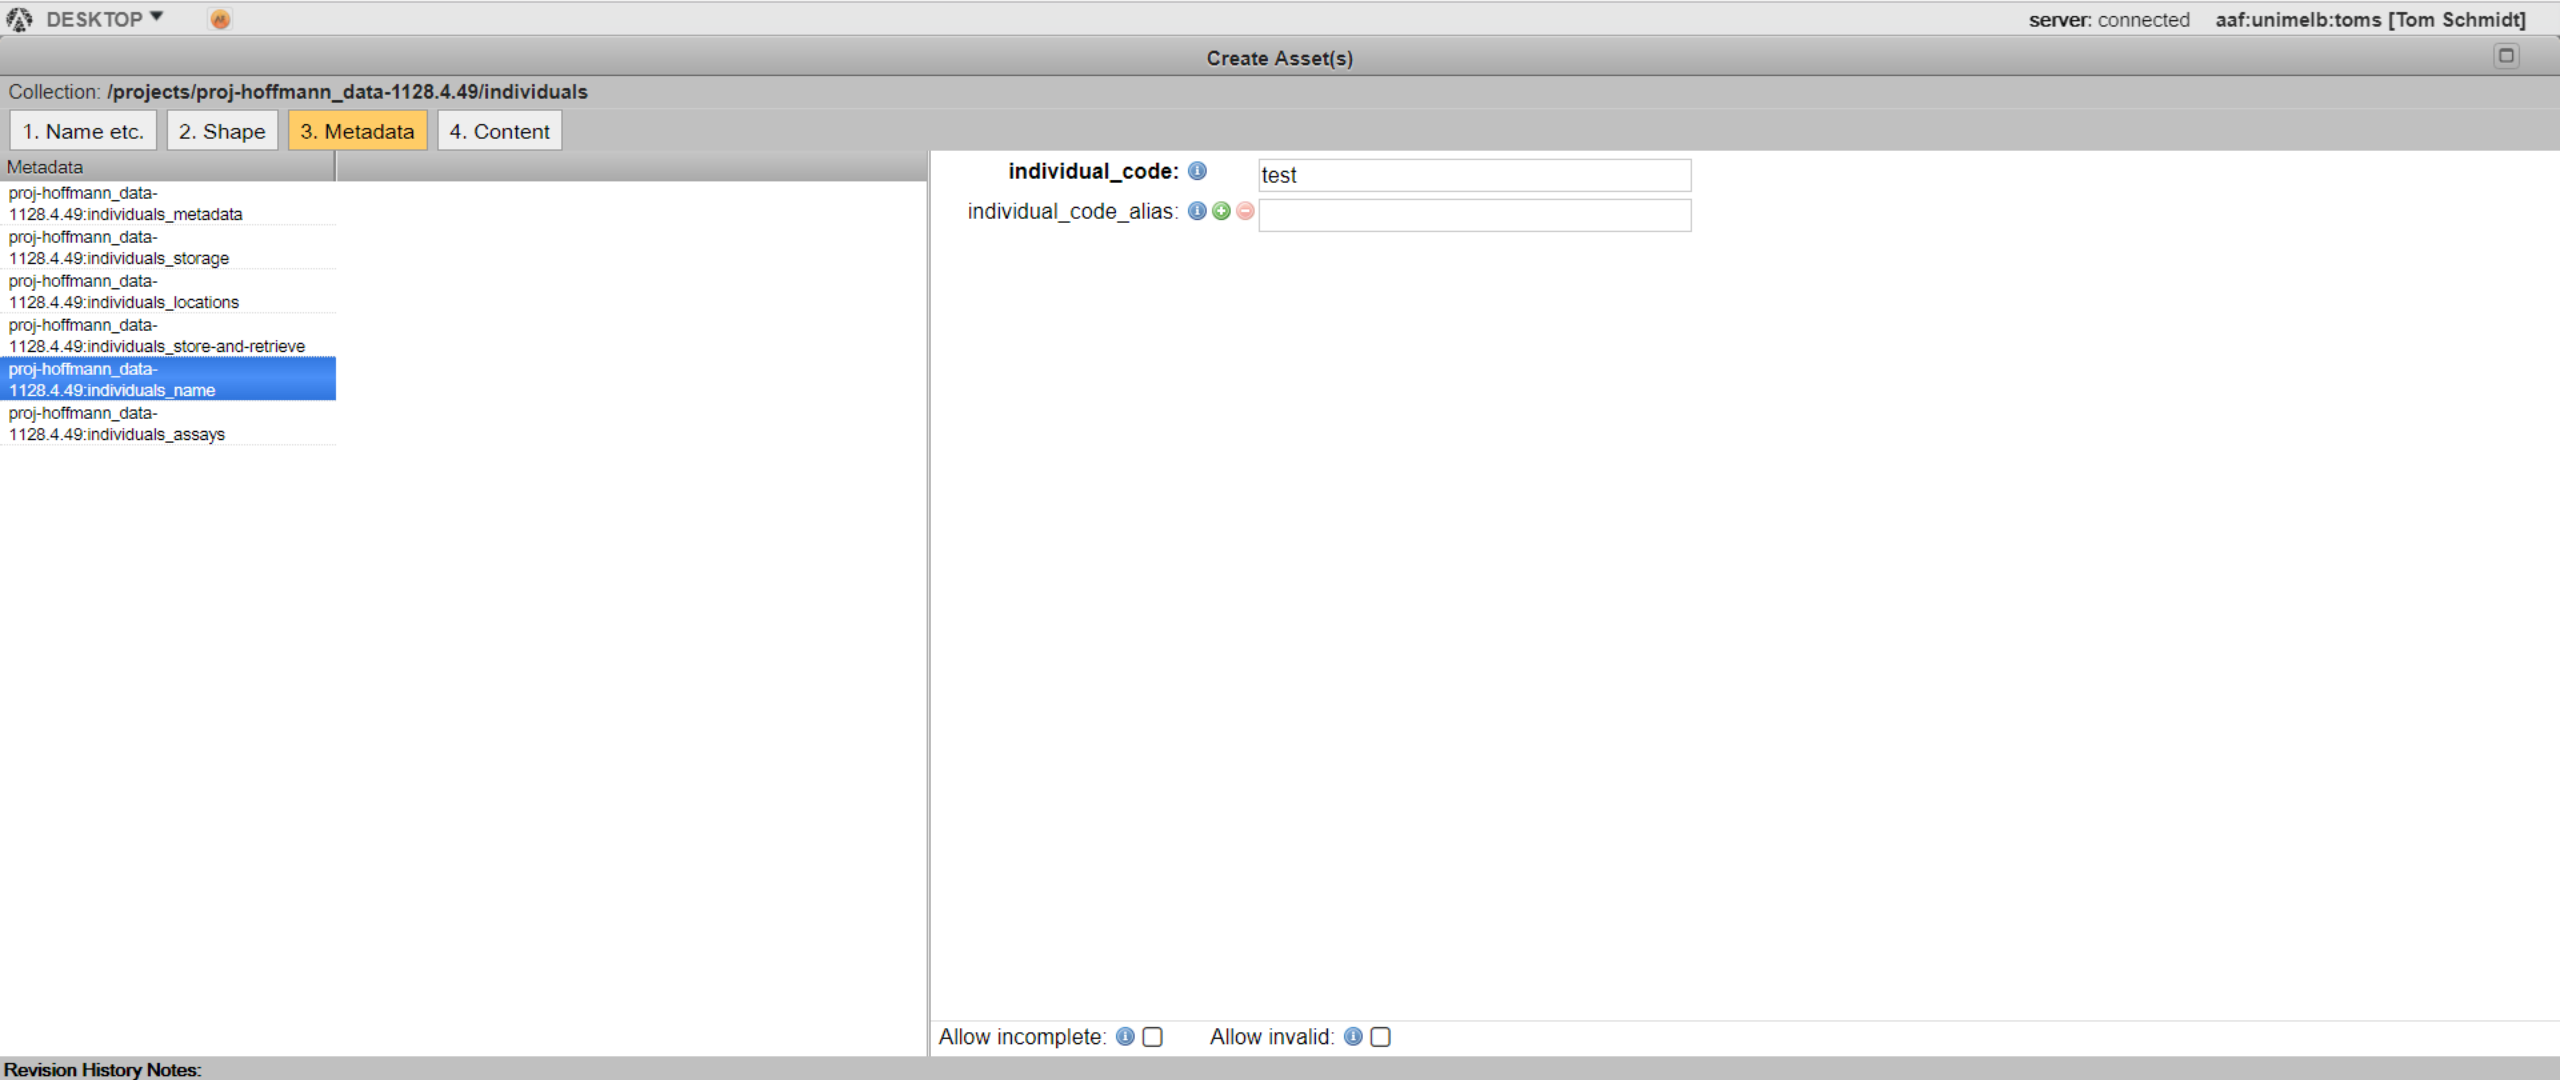 DESKTOP
server: connected aaf:unimelb:toms [Tom Schmidt]
Create Asset(s)
Collection: /projects/proj-hoffmann_data-1128.4.49/individuals
1. Name etc. 2. Shape 3. Metadata 4. Content
Metadata
proj-hoffmann_data-
1128.4.49:individuals_metadata
proj-hoffmann_data-
1128.4.49:individuals_storage
proj-hoffmann_data-
1128.4.49:individuals_locations
proj-hoffmann_data-
1128.4.49:individuals_store-and-retrieve
proj-hoffmann_data-
1128.4.49:individuals_name
proj-hoffmann_data-
1128.4.49:individuals_assays
individual_code: test
individual_code_alias:
Allow incomplete: Allow invalid:
Revision History Notes: